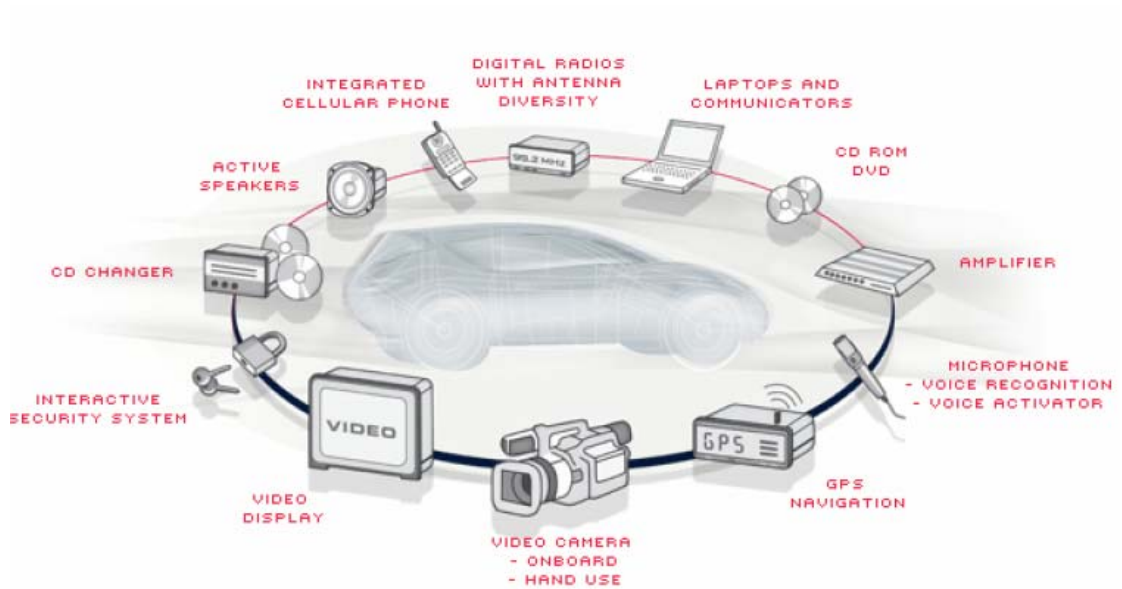 DIGITAL RADIOS
WITH ANTENNA
DIVERSITY
INTEGRATED
CELLULAR PHONE
LAPTOPS AND
COMMUNICATORS
ACTIVE
SPEAKERS
99.2 MHz
CD ROM
DVD
CD CHANGER
AMPLIFIER
INTERACTIVE
SECURITY SYSTEM
MICROPHONE
- VOICE RECOGNITION
- VOICE ACTIVATOR
VIDEO
GPS
VIDEO
DISPLAY
GPS
NAVIGATION
VIDEO CAMERA
- ONBOARD
- HAND USE